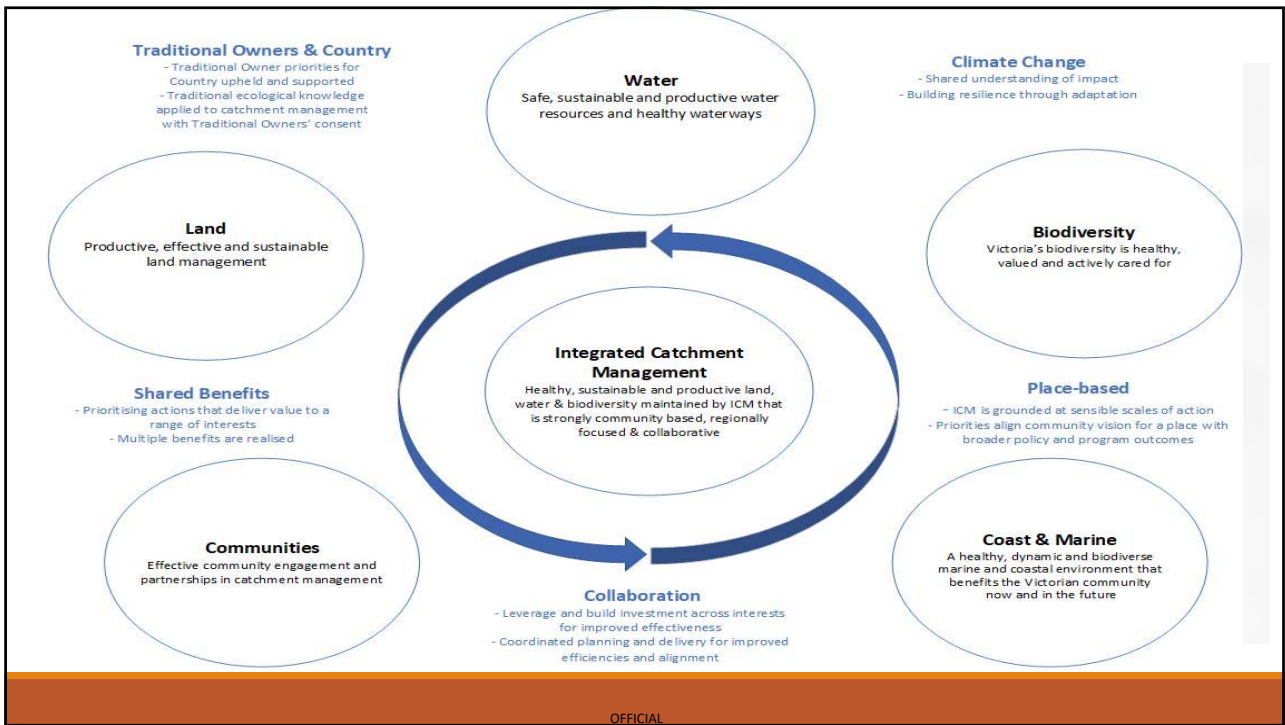 Traditional Owners & Country
- Traditional Owner priorities for
Country upheld and supported
- Traditional ecological knowledge
applied to catchment management
with Traditional Owners' consent
Water
Safe, sustainable and productive water
resources and healthy waterways
Climate Change
- Shared understanding of impact
- Building resilience through adaptation
Land
Productive, effective and sustainable
land management
Biodiversity
Victoria's biodiversity is healthy,
valued and actively cared for
Integrated Catchment
Management
Healthy, sustainable and productive land,
water & biodiversity maintained by ICM that
is strongly community based, regionally
focused & collaborative
Shared Benefits
- Prioritising actions that deliver value to a
range of interests
- Multiple benefits are realised
Place-based
- ICM is grounded at sensible scales of action
- Priorities align community vision for a place with
broader policy and program outcomes
Communities
Effective community engagement and
partnerships in catchment management
Coast & Marine
A healthy, dynamic and biodiverse
marine and coastal environment that
benefits the Victorian community
now and in the future
Collaboration
- Leverage and build investment across interests
for improved effectiveness
- Coordinated planning and delivery for improved
efficiencies and alignment
OFFICIAL